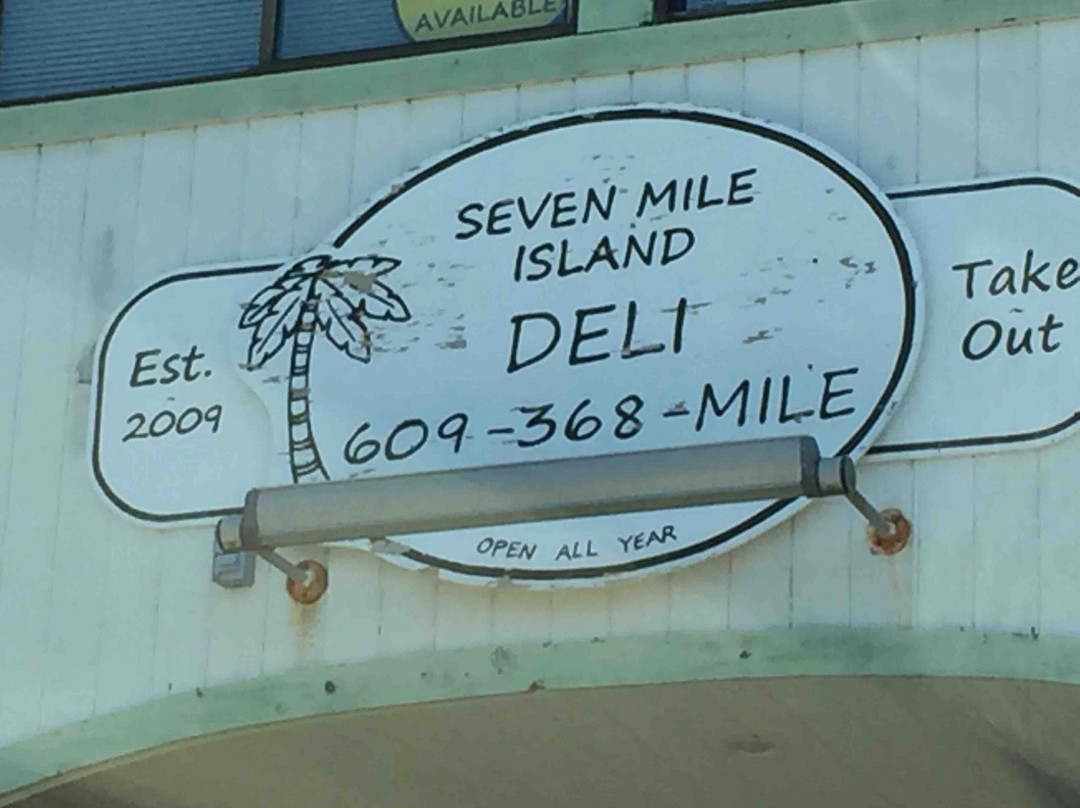 AVAILABLE
SEVEN MILE
ISLAND
DELI
609-368-MILE
OPEN ALL YEAR
Est.
2009
Take
Out